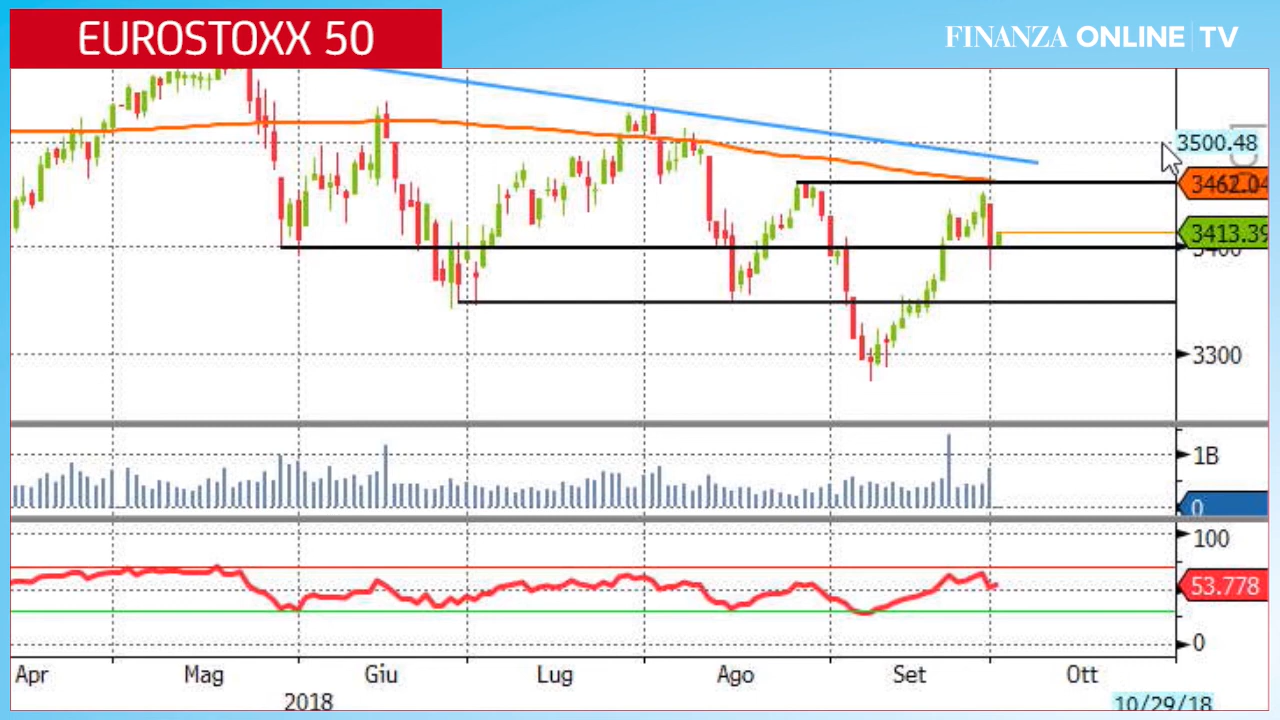 EUROSTOXX 50
FINANZA ONLINE TV
3500.48
3462.04
3413.39
3400
3300
1B
0
100
53.778
0
Apr Mag Giu Lug Ago Set Ott
2018
10/29/18